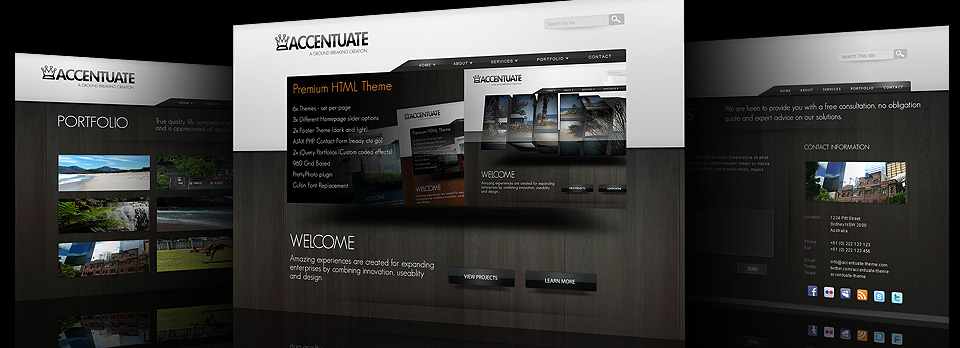 ACCENTUATE
A GROUND BREAKING CREATION
PORTFOLIO
True quality
and is appreciated
Search this site
ACCENTUATE
A GROUND BREAKING CREATION
HOME
ABOUT
SERVICES
PORTFOLIO
CONTACT
Premium HTML Theme
6x Themes - set per page
3x Different Homepage slider options
2x Footer Theme (dark and light)
AJAX PHP Contact Form (ready cto go)
2x jQuery Portfolios (Custom coded effects)
960 Grid Based
PrettyPhoto plugin
Cufón Font Replacement
ACCENTUATE
Premium HTML Theme
WELCOME
ACCENTUATE
WELCOME
Amazing experiences are created for expanding
enterprises by combining innovation, useability
and design.
VIEW PROJECTS
LEARN MORE
WELCOME
Amazing experiences are created for expanding
enterprises by combining innovation, useablity
and design.
VIEW PROJECTS
LEARN MORE
search This site
HOME
ABOUT
SERVICES
PORTFOLIO
CONTACT
We are keen to provide you with a free consultation, no obligation
quote and expert advice on our solutions.
CONTACT INFORMATION
Location
1234 Pitt Street
Sydney NSW 2000
Australia
Phone
+61 (0) 222 123 123
Fax
+61 (0) 222 123 456
Email
info@accentuate-theme.com
Twitter
twitter.com/accentuate-theme
Skype
accentuate-theme
SEND